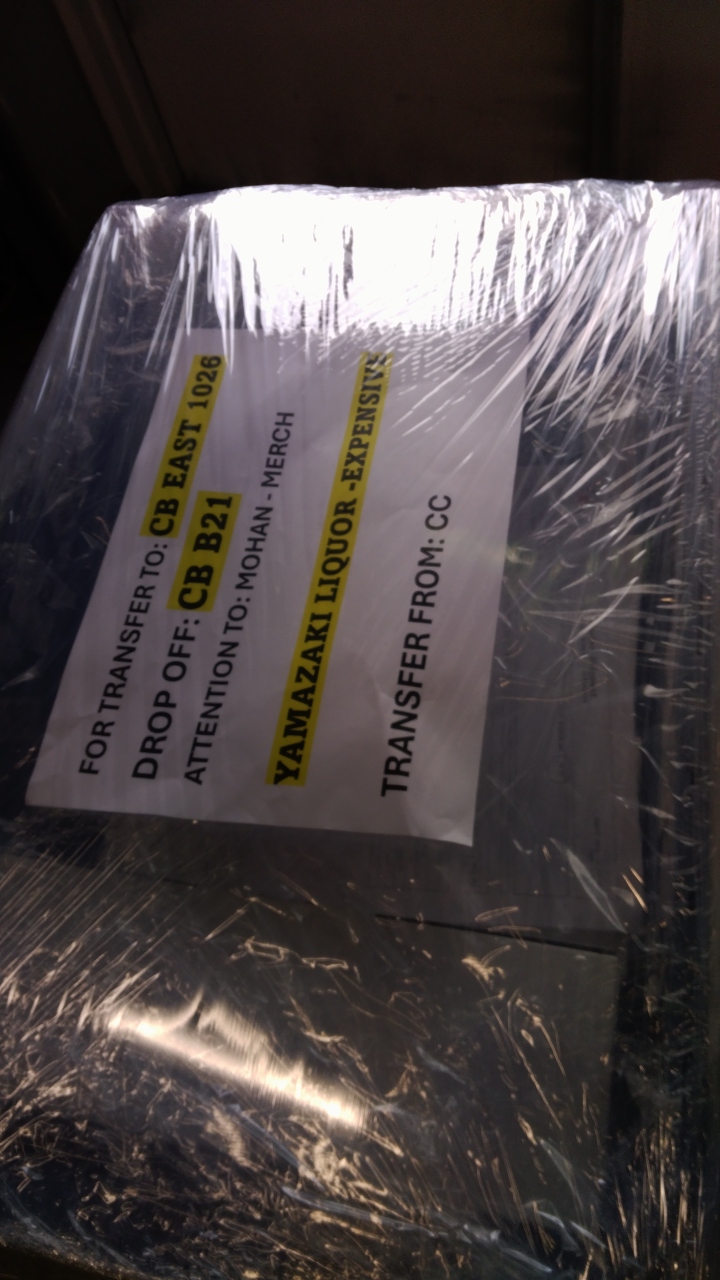 FOR TRANSFER TO: CB EAST 1026
DROP OFF: CB B21
ATTENTION TO: MOHAN - MERCH
YAMAZAKI LIQUOR -EXPENSIVE
TRANSFER FROM: CC